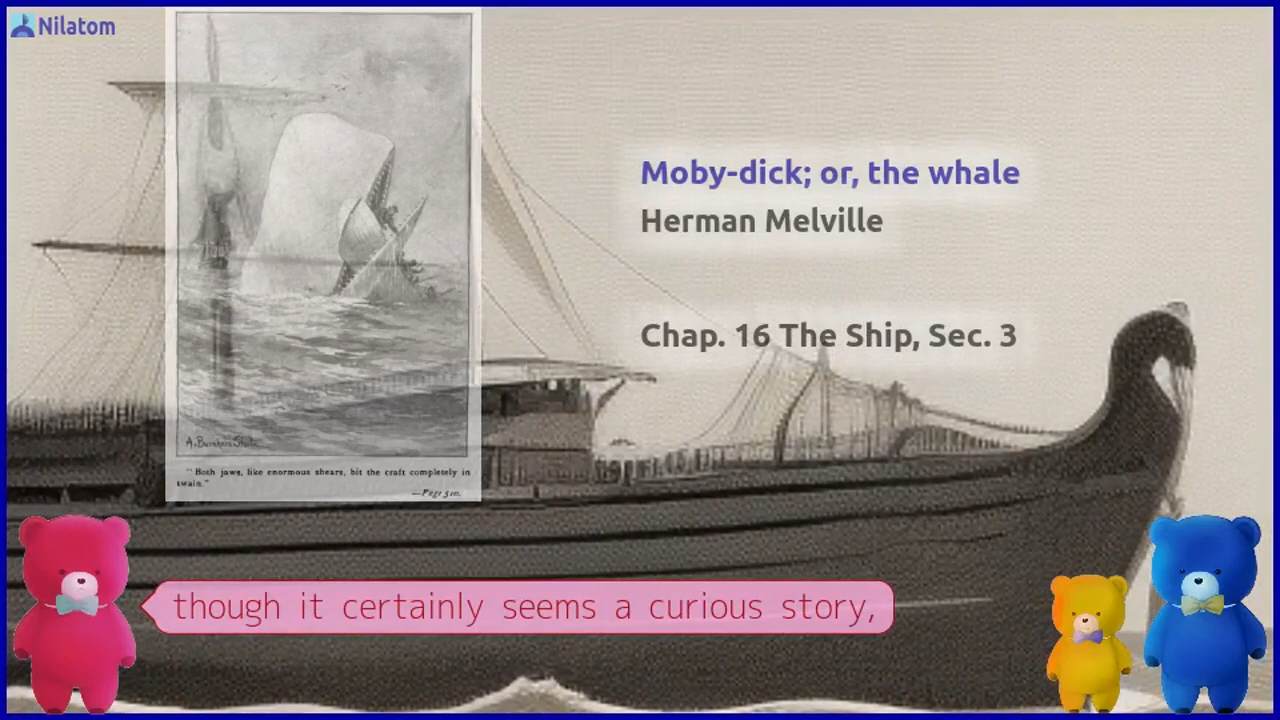 Nilatom
Moby-dick; or, the whale
Herman Melville
Chap. 16 The Ship, Sec. 3
"Both jaws, like enormous shears, bit the craft completely in
twain."
—Page
though it certainly seems a curious story,